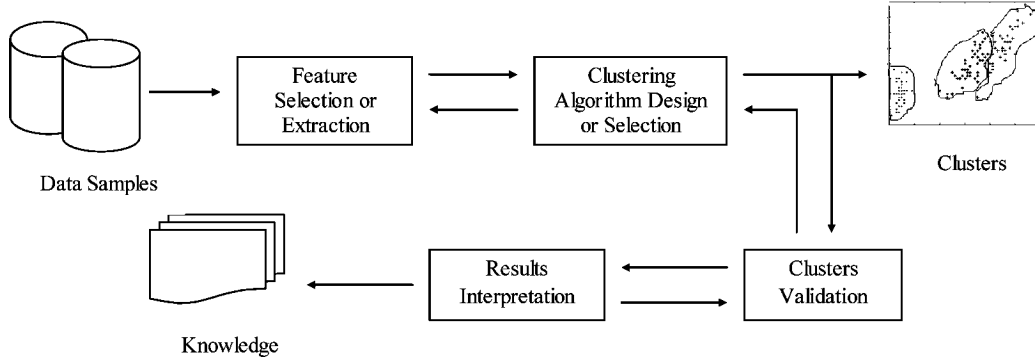 Feature
Selection or
Extraction
Clustering
Algorithm Design
or Selection
Data Samples
Clusters
Results
Interpretation
Clusters
Validation
Knowledge